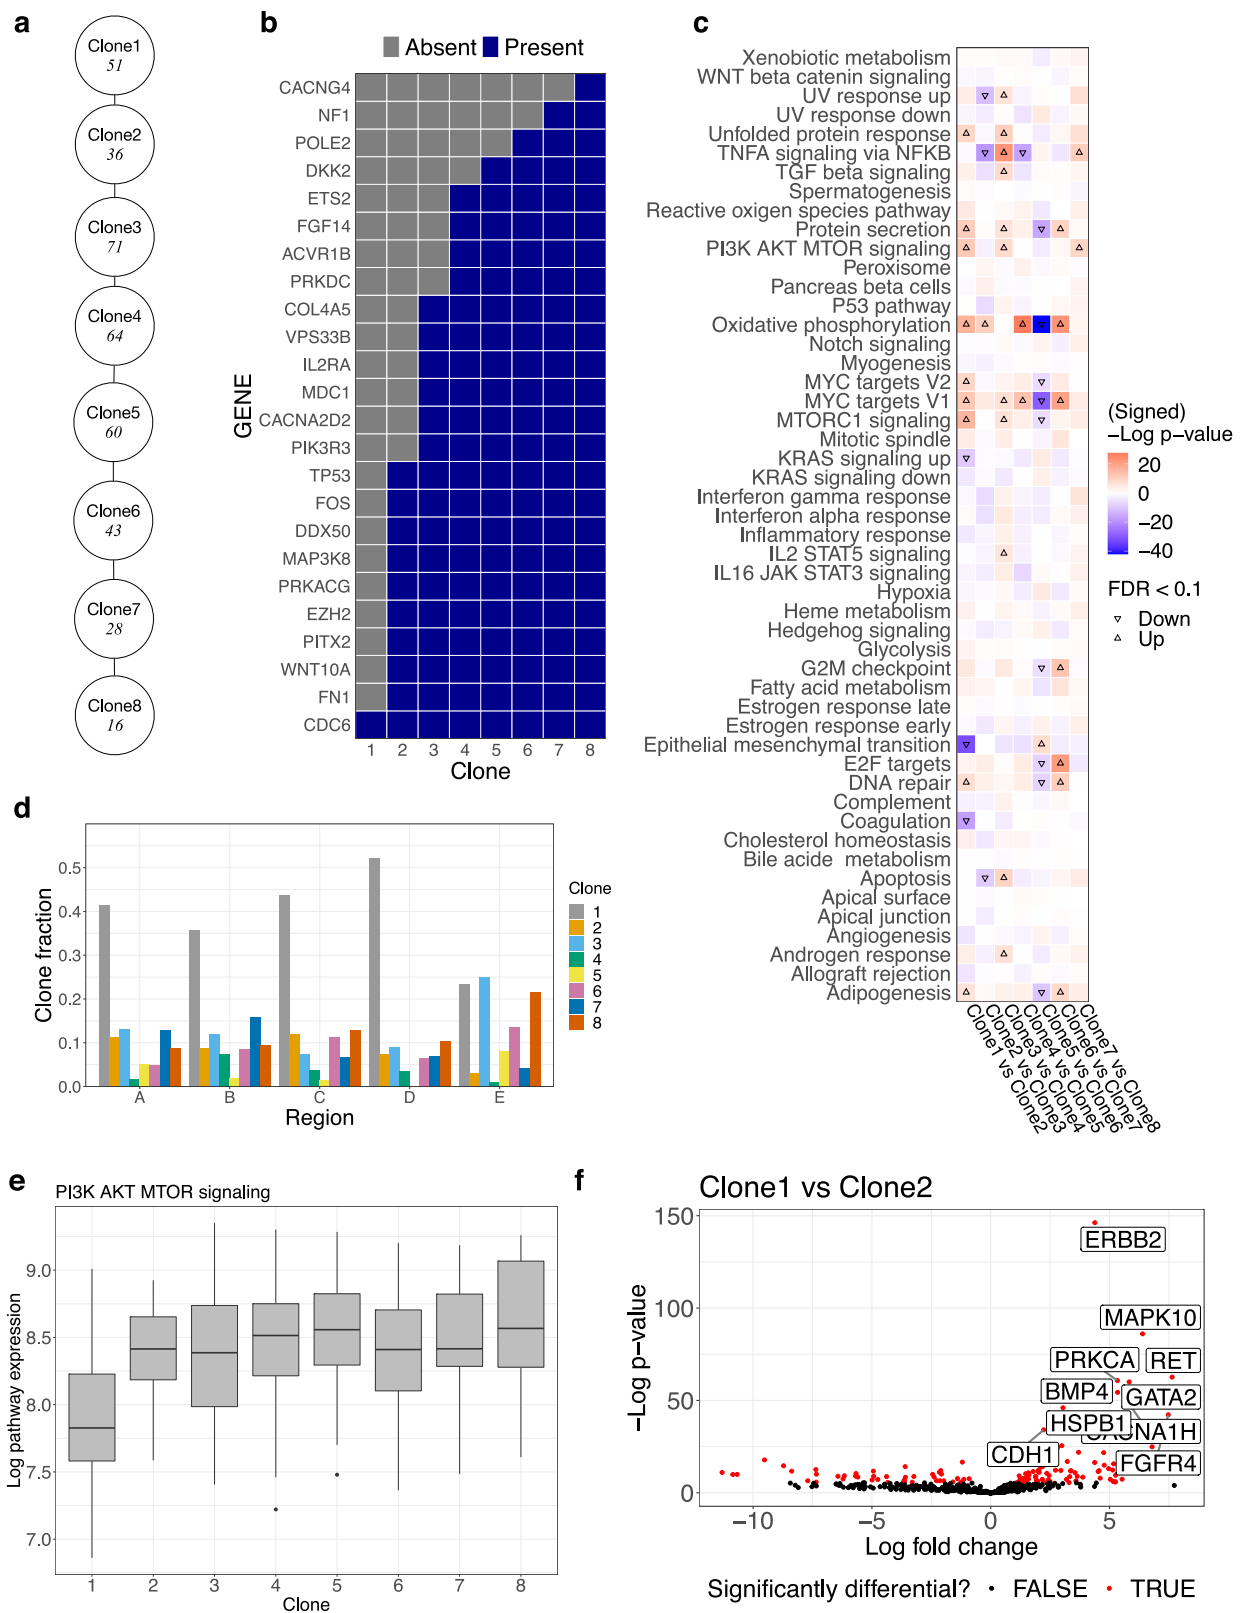 a
Clone1
51
Clone2
36
Clone3
71
Clone4
64
Clone5
60
Clone6
43
Clone7
28
Clone8
16
b
Absent Present
GENE
CACNG4
NF1
POLE2
DKK2
ETS2
FGF14
ACVR1B
PRKDC
COL4A5
VPS33B
IL2RA
MDC1
CACNA2D2
PIK3R3
TP53
FOS
DDX50
MAP3K8
PRKACG
EZH2
PITX2
WNT10A
FN1
CDC6
1 2 3 4 5 6 7 8
Clone
c
Xenobiotic metabolism
WNT beta catenin signaling
UV response up
UV response down
Unfolded protein response
TNFA signaling via NFKB
TGF beta signaling
Spermatogenesis
Reactive oxigen species pathway
Protein secretion
PI3K AKT MTOR signaling
Peroxisome
Pancreas beta cells
P53 pathway
Oxidative phosphorylation
Notch signaling
Myogenesis
MYC targets V2
MYC targets V1
MTORC1 signaling
Mitotic spindle
KRAS signaling up
KRAS signaling down
Interferon gamma response
Interferon alpha response
Inflammatory response
IL2 STAT5 signaling
IL16 JAK STAT3 signaling
Hypoxia
Heme metabolism
Hedgehog signaling
Glycolysis
G2M checkpoint
Fatty acid metabolism
Estrogen response late
Estrogen response early
Epithelial mesenchymal transition
E2F targets
DNA repair
Complement
Coagulation
Cholesterol homeostasis
Bile acide metabolism
Apoptosis
Apical surface
Apical junction
Angiogenesis
Androgen response
Allograft rejection
Adipogenesis
Clone1 vs Clone2
Clone2 vs Clone3
Clone3 vs Clone4
Clone4 vs Clone5
Clone5 vs Clone6
Clone6 vs Clone7
Clone7 vs Clone8
(Signed)
−Log p−value
20
0
−20
−40
FDR < 0.1
Down
Up
d
Clone fraction
0.5
0.4
0.3
0.2
0.1
0.0
A B C D E
Region
Clone
1
2
3
4
5
6
7
8
e
PI3K AKT MTOR signaling
Log pathway expression
9.0
8.5
8.0
7.5
7.0
1 2 3 4 5 6 7 8
Clone
f
Clone1 vs Clone2
−Log p−value
150
100
50
0
ERBB2
MAPK10
PRKCA
RET
BMP4
GATA2
HSPB1
CACNA1H
CDH1
FGFR4
−10 −5 0 5
Log fold change
Significantly differential? FALSE TRUE